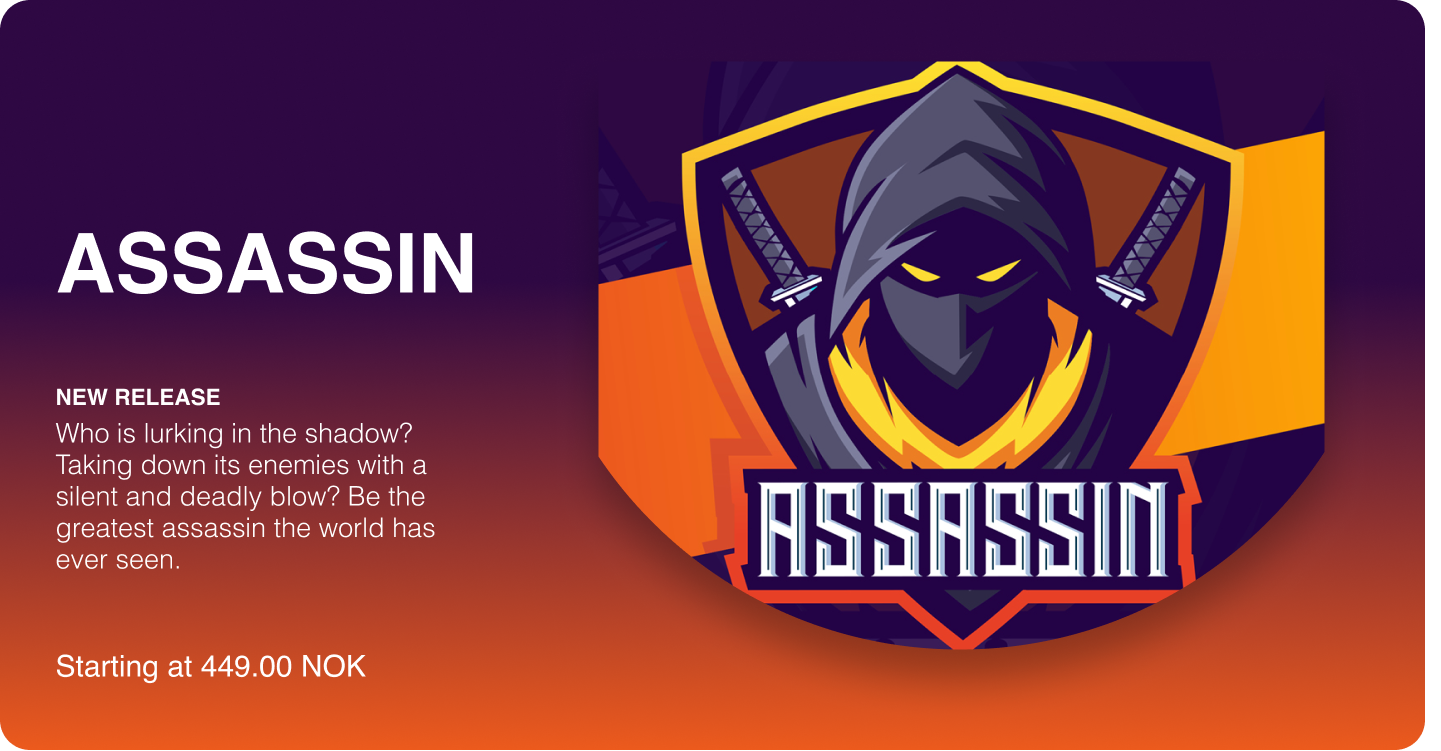 ASSASSIN
NEW RELEASE
Who is lurking in the shadow?
Taking down its enemies with a
silent and deadly blow? Be the
greatest assassin the world has
ever seen.
Starting at 449.00 NOK
ASSASSIN